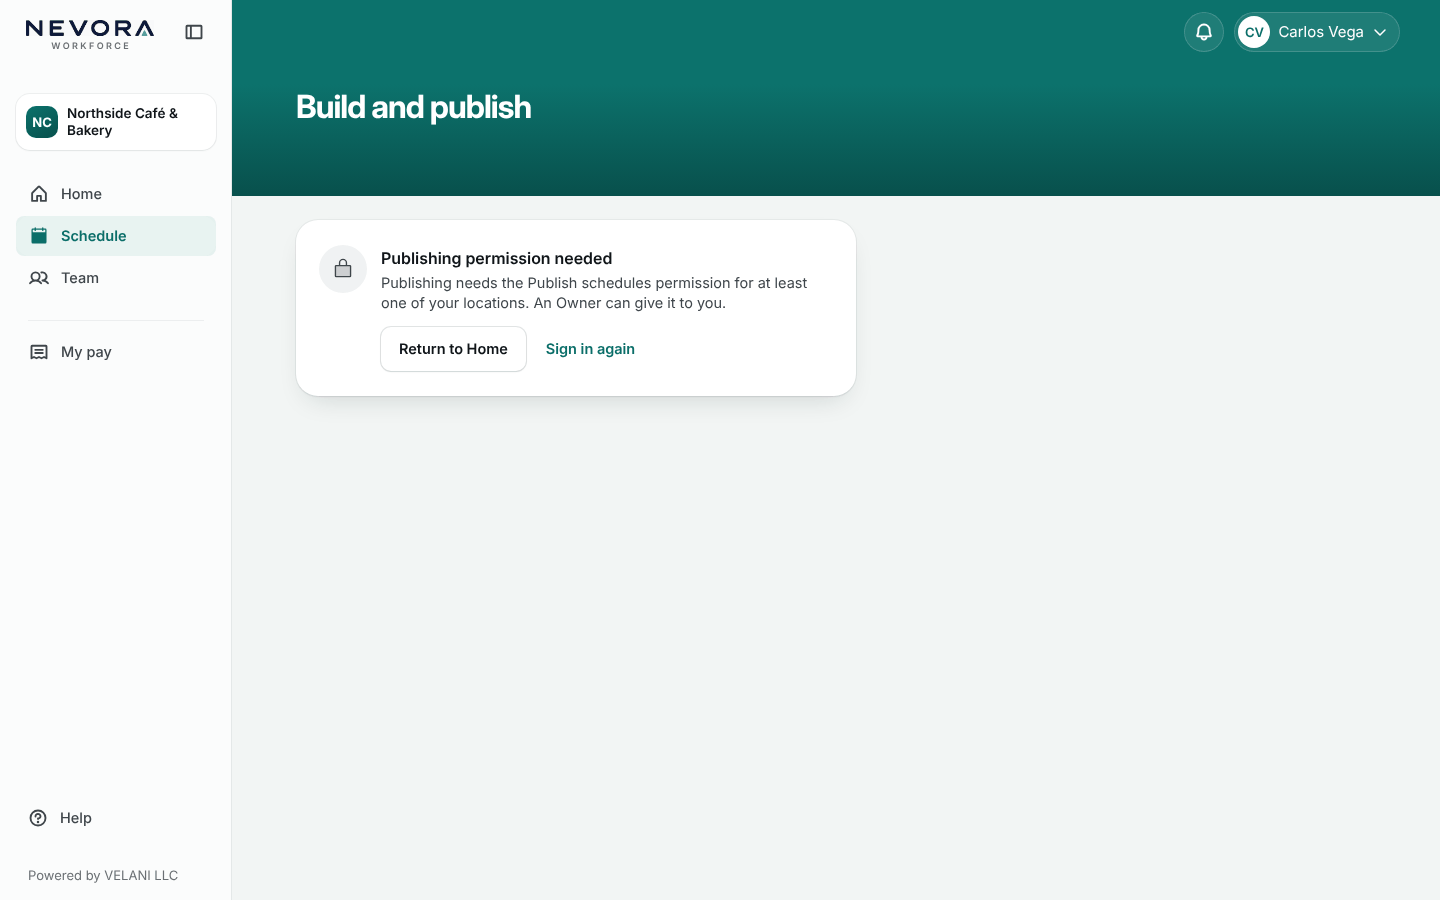 NEVORA
WORKFORCE
CV
Carlos Vega
Build and publish
NC
Northside Café &
Bakery
Home
Schedule
Team
My pay
Publishing permission needed
Publishing needs the Publish schedules permission for at least
one of your locations. An Owner can give it to you.
Return to Home
Sign in again
Help
Powered by VELANI LLC